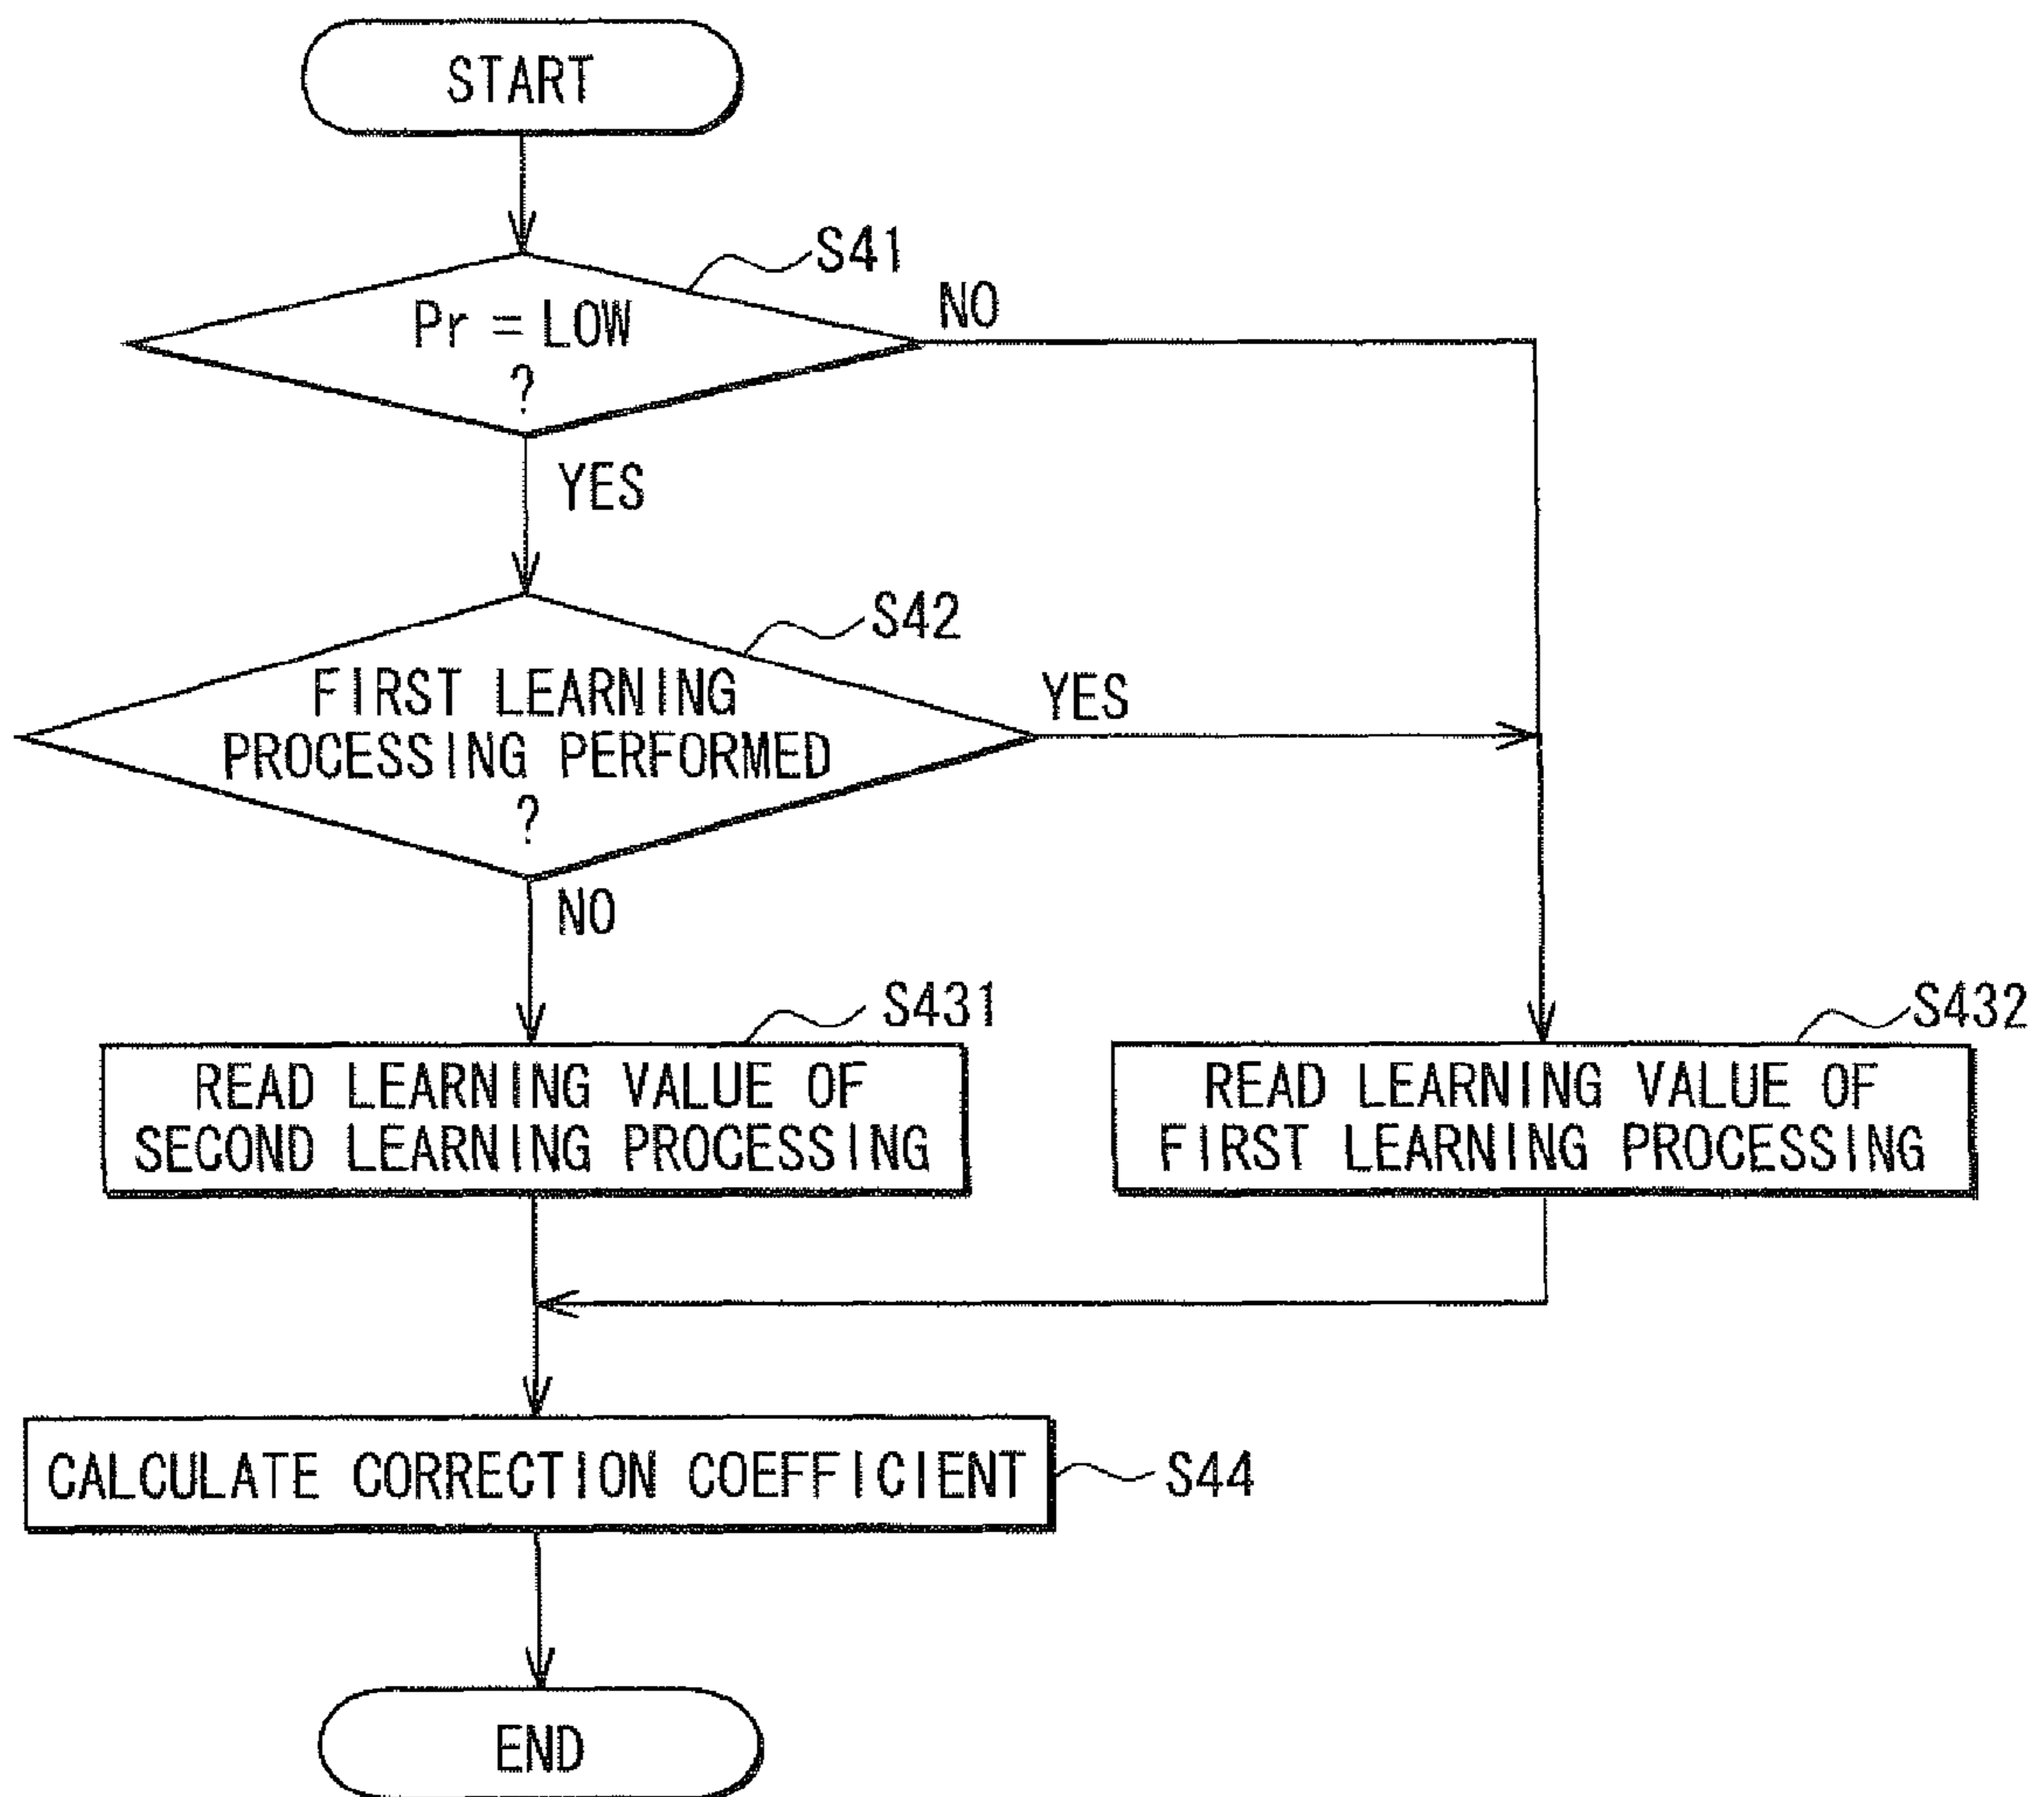 START
S41
Pr = LOW
?
NO
YES
S42
FIRST LEARNING
PROCESSING PERFORMED
?
YES
NO
S431
READ LEARNING VALUE OF
SECOND LEARNING PROCESSING
S432
READ LEARNING VALUE OF
FIRST LEARNING PROCESSING
CALCULATE CORRECTION COEFFICIENT
S44
END